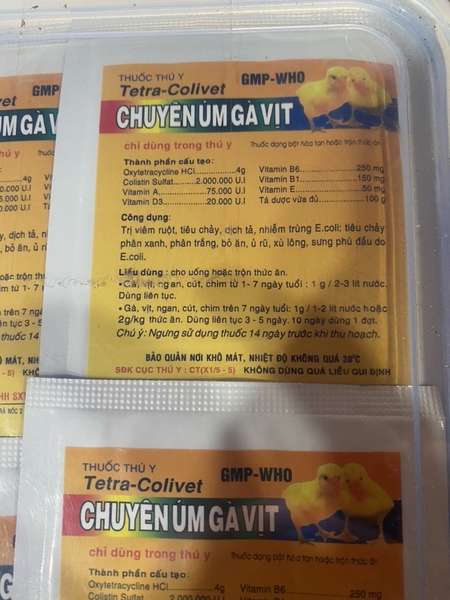 THUỐC THÚ Y GMP-WHO
Tetra-Colivet
CHUYÊN ÚM GÀ VỊT
chỉ dùng trong thú y Thuốc dạng bột hòa tan hoặc trộn thức ăn
Thành phần cấu tạo:
Oxytetracycline HCl..........4g Vitamin B6..........250 mg
Colistin Sulfat..........2.000.000 U.I Vitamin B1..........150 mg
Vitamin A..........75.000 U.I Vitamin E..........50 mg
Vitamin D3..........20.000 U.I Tá dược vừa đủ..........100 g
Công dụng:
Trị viêm ruột, tiêu chảy, dịch tả, nhiễm trùng E.coli: tiêu chảy
phân xanh, phân trắng, bỏ ăn, ủ rũ, xù lông, sưng phù đầu do
E.coli.
Liều dùng : cho uống hoặc trộn thức ăn.
•Gà, vịt, ngan, cút, chim từ 1- 7 ngày tuổi : 1g / 2-3 lít nước.
Dùng liên tục.
• Gà, vịt, ngan, cút, chim trên 7 ngày tuổi: 1g / 1-2 lít nước hoặc
2g/kg thức ăn. Dùng liên tục 3 - 5 ngày. 10 ngày dùng 1 đợt.
Chú ý: Ngưng sử dụng thuốc 14 ngày trước khi thu hoạch.
BẢO QUẢN NƠI KHÔ MÁT, NHIỆT ĐỘ KHÔNG QUÁ 30°C
SĐK CỤC THÚ Y : CT(X1/5 - 5) KHÔNG DÙNG QUÁ LIỀU QUI ĐỊNH
THUỐC THÚ Y GMP-WHO
Tetra-Colivet
CHUYÊN ÚM GÀ VỊT
chỉ dùng trong thú y Thuốc dạng bột hòa tan hoặc trộn thức ăn
Thành phần cấu tạo:
Oxytetracycline HCl..........4g Vitamin B6..........250 mg
Colistin Sulfat..........2.000.000 U.I